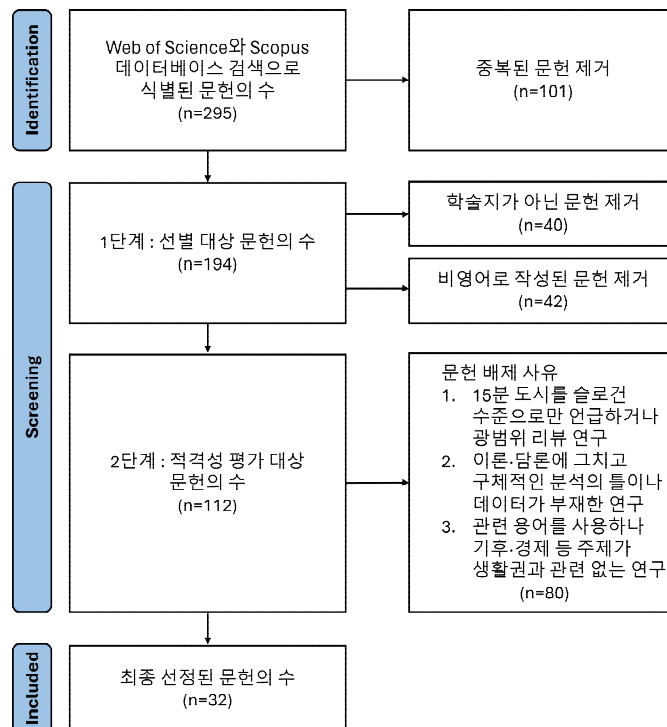 Identification
Web of Science와 Scopus
데이터베이스 검색으로
식별된 문헌의 수
(n=295)
중복된 문헌 제거
(n=101)
Screening
1단계 : 선별 대상 문헌의 수
(n=194)
학술지가 아닌 문헌 제거
(n=40)
비영어로 작성된 문헌 제거
(n=42)
2단계 : 적격성 평가 대상
문헌의 수
(n=112)
문헌 배제 사유
1. 15분 도시를 슬로건
수준으로만 언급하거나
광범위 리뷰 연구
2. 이론·담론에 그치고
구체적인 분석의 틀이나
데이터가 부재한 연구
3. 관련 용어를 사용하나
기후·경제 등 주제가
생활권과 관련 없는 연구
(n=80)
Included
최종 선정된 문헌의 수
(n=32)